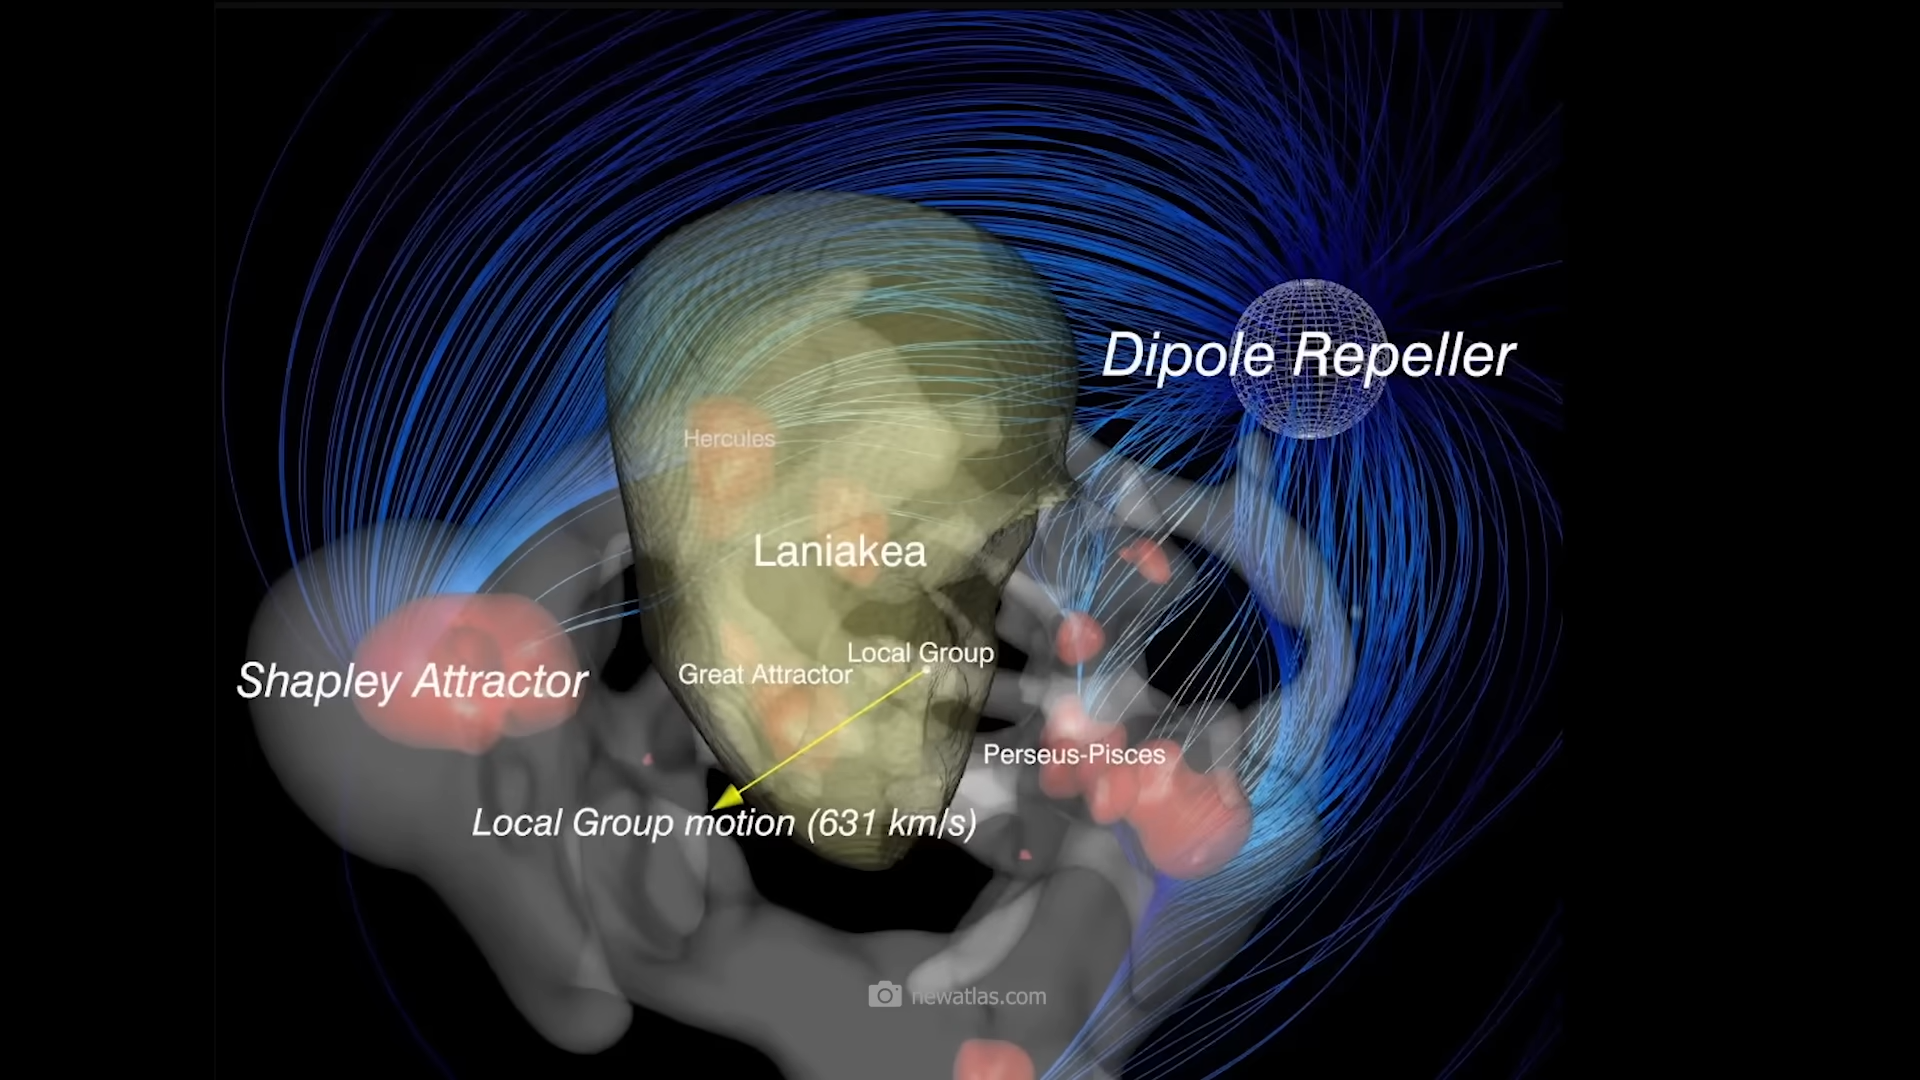 Dipole Repeller
Hercules
Laniakea
Local Group
Great Attractor
Shapley Attractor
Perseus-Pisces
Local Group motion (631 km/s)
newatlas.com